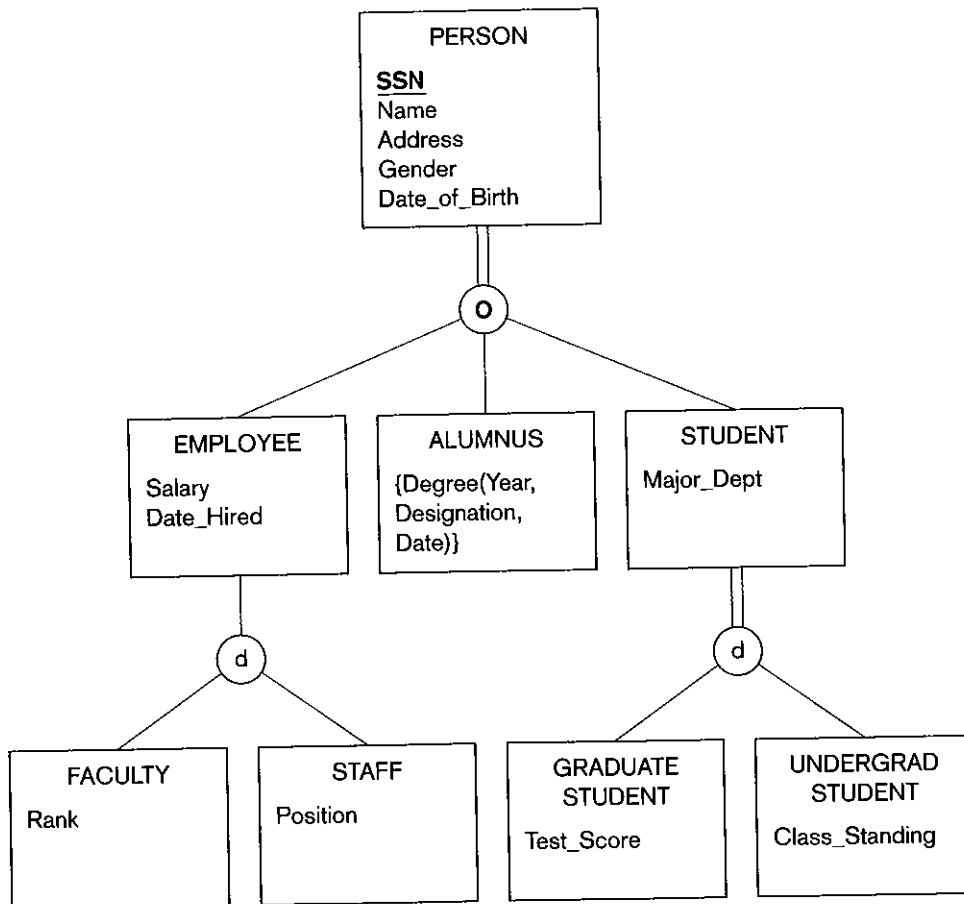 PERSON
SSN
Name
Address
Gender
Date_of_Birth
O
EMPLOYEE
Salary
Date_Hired
ALUMNUS
{Degree(Year,
Designation,
Date)}
STUDENT
Major_Dept
d
d
FACULTY
Rank
STAFF
Position
GRADUATE
STUDENT
Test_Score
UNDERGRAD
STUDENT
Class_Standing